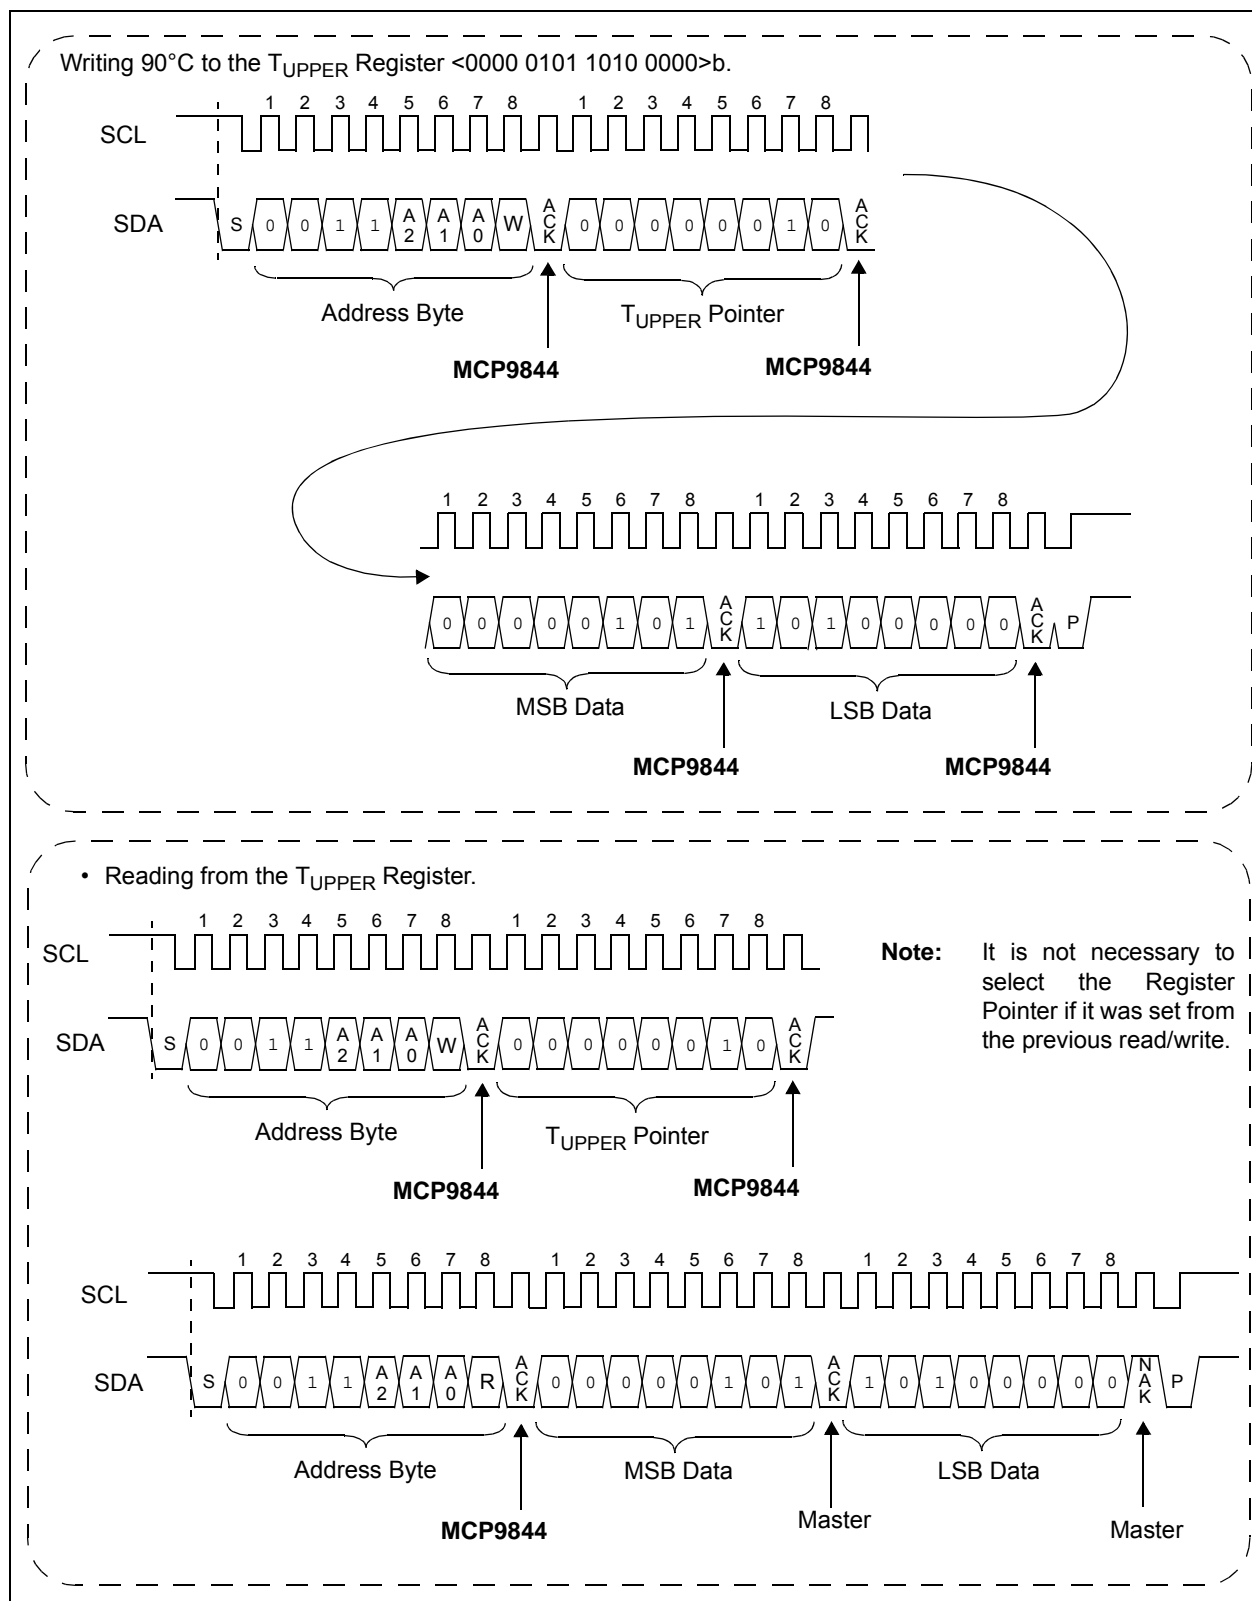 Writing 90°C to the TUPPER Register <0000 0101 1010 0000>b.
1 2 3 4 5 6 7 8 1 2 3 4 5 6 7 8
SCL
SDA S 0 0 1 1 A2 A1 A0 W ACK 0 0 0 0 0 0 1 0 ACK
Address Byte TUPPER Pointer
MCP9844 MCP9844
1 2 3 4 5 6 7 8 1 2 3 4 5 6 7 8
0 0 0 0 0 1 0 1 ACK 1 0 1 0 0 0 0 0 ACK P
MSB Data LSB Data
MCP9844 MCP9844
• Reading from the TUPPER Register.
1 2 3 4 5 6 7 8 1 2 3 4 5 6 7 8
SCL
SDA S 0 0 1 1 A2 A1 A0 W ACK 0 0 0 0 0 0 1 0 ACK
Address Byte TUPPER Pointer
MCP9844 MCP9844
Note: It is not necessary to
select the Register
Pointer if it was set from
the previous read/write.
1 2 3 4 5 6 7 8 1 2 3 4 5 6 7 8 1 2 3 4 5 6 7 8
SCL
SDA S 0 0 1 1 A2 A1 A0 R ACK 0 0 0 0 0 1 0 1 ACK 1 0 1 0 0 0 0 0 NAK P
Address Byte MSB Data LSB Data
MCP9844 Master Master